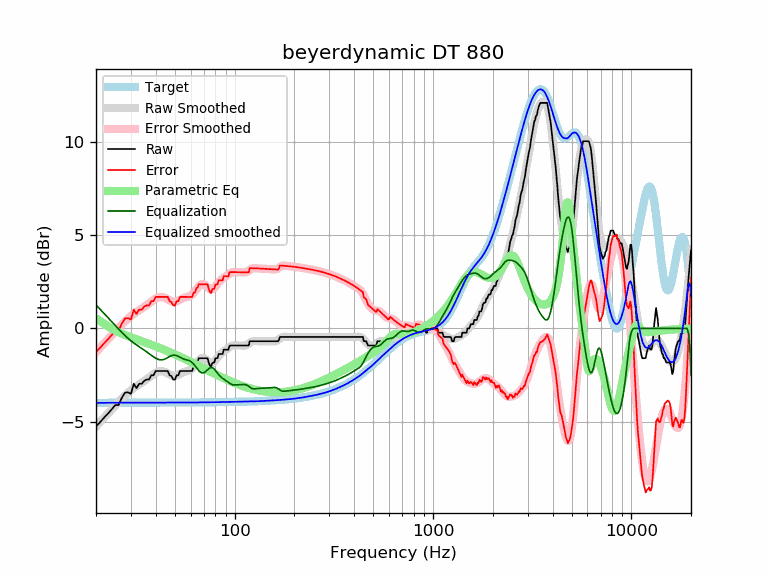 beyerdynamic DT 880
Target
Raw Smoothed
Error Smoothed
Raw
Error
Parametric Eq
Equalization
Equalized smoothed
10
5
0
−5
Amplitude (dBr)
100 1000 10000
Frequency (Hz)